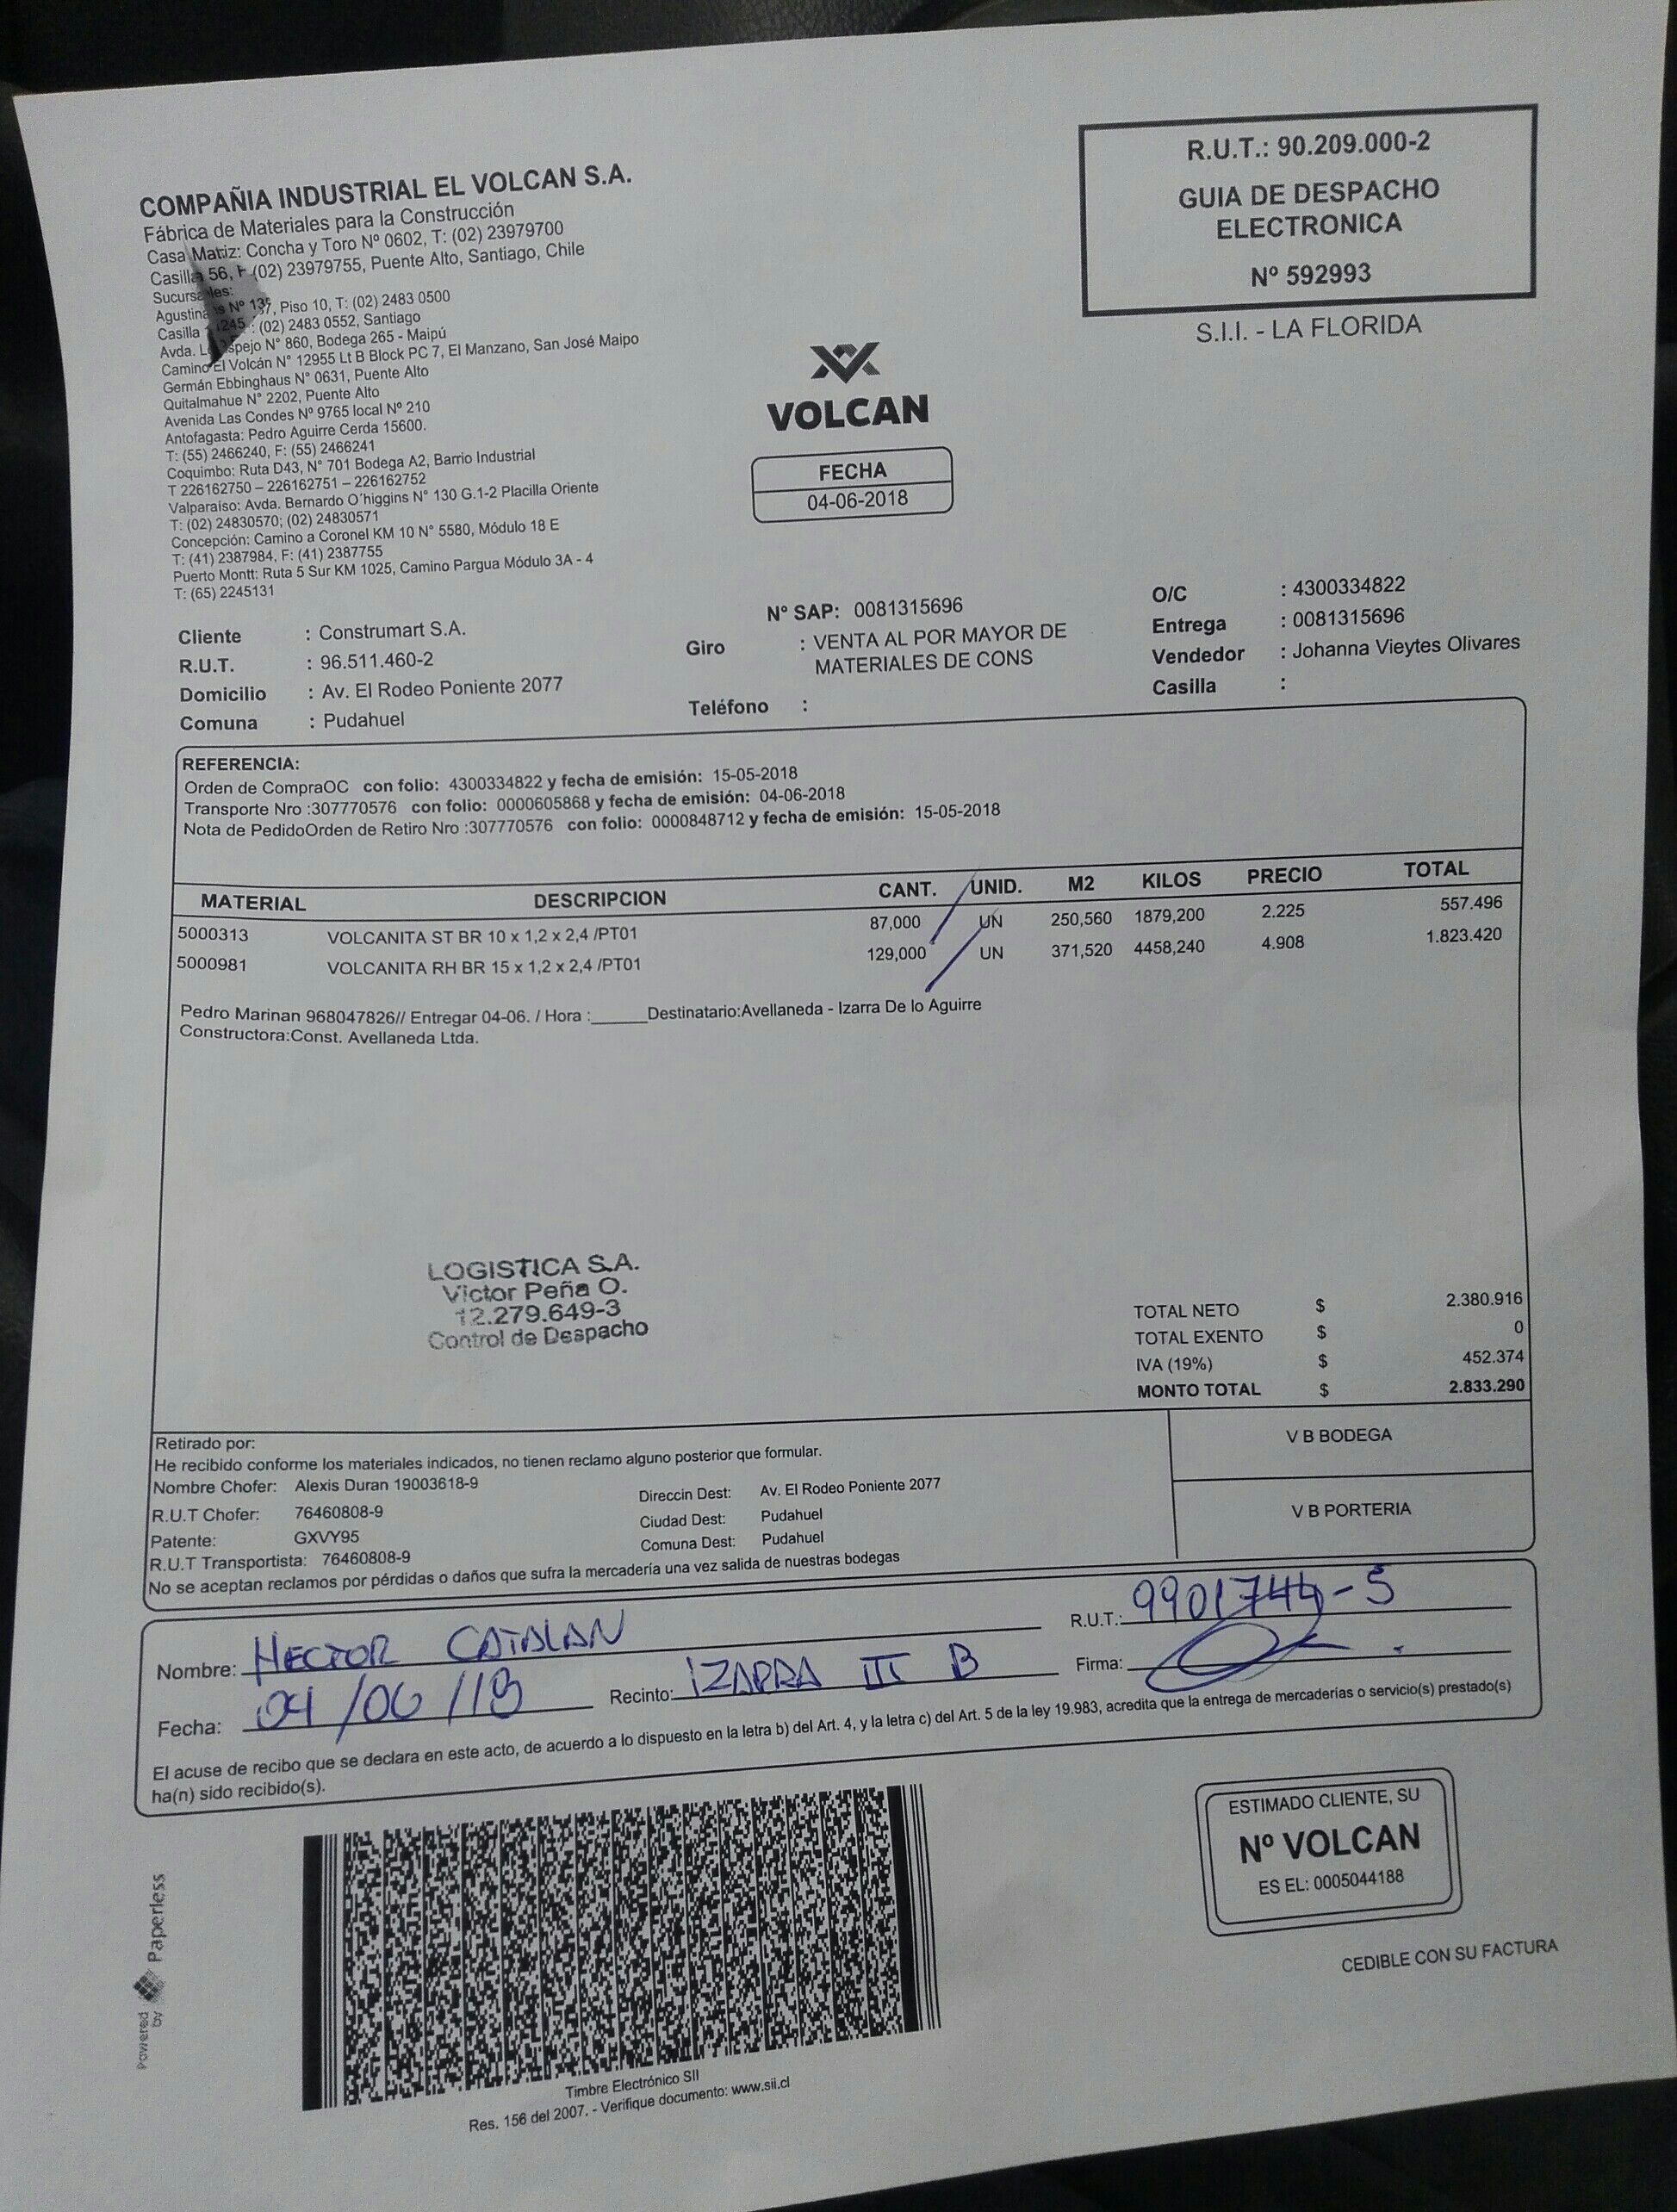 COMPAÑIA INDUSTRIAL EL VOLCAN S.A.
Fábrica de Materiales para la Construcción
Casa Matriz: Concha y Toro Nº 0602, T: (02) 23979700
Casilla 56, F (02) 23979755, Puente Alto, Santiago, Chile
Sucursales:
Nº 137, Piso 10, T: (02) 2483 0500
Casilla : (02) 2483 0552, Santiago
Avda. spejo N° 860, Bodega 265 - Maipú
Camino El Volcán N° 12955 Lt B Block PC 7, El Manzano, San José Maipo
Germán Ebbinghaus N° 0631, Puente Alto
Quitalmahue N° 2202, Puente Alto
Avenida Las Condes Nº 9765 local Nº 210
Antofagasta: Pedro Aguirre Cerda 15600.
T: (55) 2466240, F: (55) 2466241
Coquimbo: Ruta D43, N° 701 Bodega A2, Barrio Industrial
T 226162750 – 226162751 – 226162752
Valparaiso: Avda. Bernardo O´higgins N° 130 G.1-2 Placilla Oriente
T: (02) 24830570; (02) 24830571
Concepción: Camino a Coronel KM 10 N° 5580, Módulo 18 E
T: (41) 2387984, F: (41) 2387755
Puerto Montt: Ruta 5 Sur KM 1025, Camino Pargua Módulo 3A - 4
T: (65) 2245131
R.U.T.: 90.209.000-2
GUIA DE DESPACHO
ELECTRONICA
Nº 592993
S.I.I. - LA FLORIDA
VOLCAN
FECHA
04-06-2018
Cliente : Construmart S.A.
R.U.T. : 96.511.460-2
Domicilio : Av. El Rodeo Poniente 2077
Comuna : Pudahuel
N° SAP: 0081315696
Giro : VENTA AL POR MAYOR DE
MATERIALES DE CONS
Teléfono :
O/C : 4300334822
Entrega : 0081315696
Vendedor : Johanna Vieytes Olivares
Casilla :
REFERENCIA:
Orden de CompraOC con folio: 4300334822 y fecha de emisión: 15-05-2018
Transporte Nro :307770576 con folio: 0000605868 y fecha de emisión: 04-06-2018
Nota de PedidoOrden de Retiro Nro :307770576 con folio: 0000848712 y fecha de emisión: 15-05-2018
MATERIAL DESCRIPCION CANT. UNID. M2 KILOS PRECIO TOTAL
5000313 VOLCANITA ST BR 10 x 1,2 x 2,4 /PT01 87,000 UN 250,560 1879,200 2.225 557.496
5000981 VOLCANITA RH BR 15 x 1,2 x 2,4 /PT01 129,000 UN 371,520 4458,240 4.908 1.823.420
Pedro Marinan 968047826// Entregar 04-06. / Hora :______Destinatario:Avellaneda - Izarra De lo Aguirre
Constructora:Const. Avellaneda Ltda.
LOGISTICA S.A.
Victor Peña O.
12.279.649-3
Control de Despacho
TOTAL NETO $ 2.380.916
TOTAL EXENTO $ 0
IVA (19%) $ 452.374
MONTO TOTAL $ 2.833.290
Retirado por:
He recibido conforme los materiales indicados, no tienen reclamo alguno posterior que formular.
Nombre Chofer: Alexis Duran 19003618-9
R.U.T Chofer: 76460808-9
Patente: GXVY95
R.U.T Transportista: 76460808-9
Direccin Dest: Av. El Rodeo Poniente 2077
Ciudad Dest: Pudahuel
Comuna Dest: Pudahuel
No se aceptan reclamos por pérdidas o daños que sufra la mercadería una vez salida de nuestras bodegas
V B BODEGA
V B PORTERIA
Nombre: HECTOR CATALAN
R.U.T.: 9901744-5
Fecha: 04/06/18
Recinto: IZARRA III B
Firma:
El acuse de recibo que se declara en este acto, de acuerdo a lo dispuesto en la letra b) del Art. 4, y la letra c) del Art. 5 de la ley 19.983, acredita que la entrega de mercaderías o servicio(s) prestado(s)
ha(n) sido recibido(s).
Powered by Paperless
Timbre Electrónico SII
Res. 156 del 2007. - Verifique documento: www.sii.cl
ESTIMADO CLIENTE, SU
Nº VOLCAN
ES EL: 0005044188
CEDIBLE CON SU FACTURA